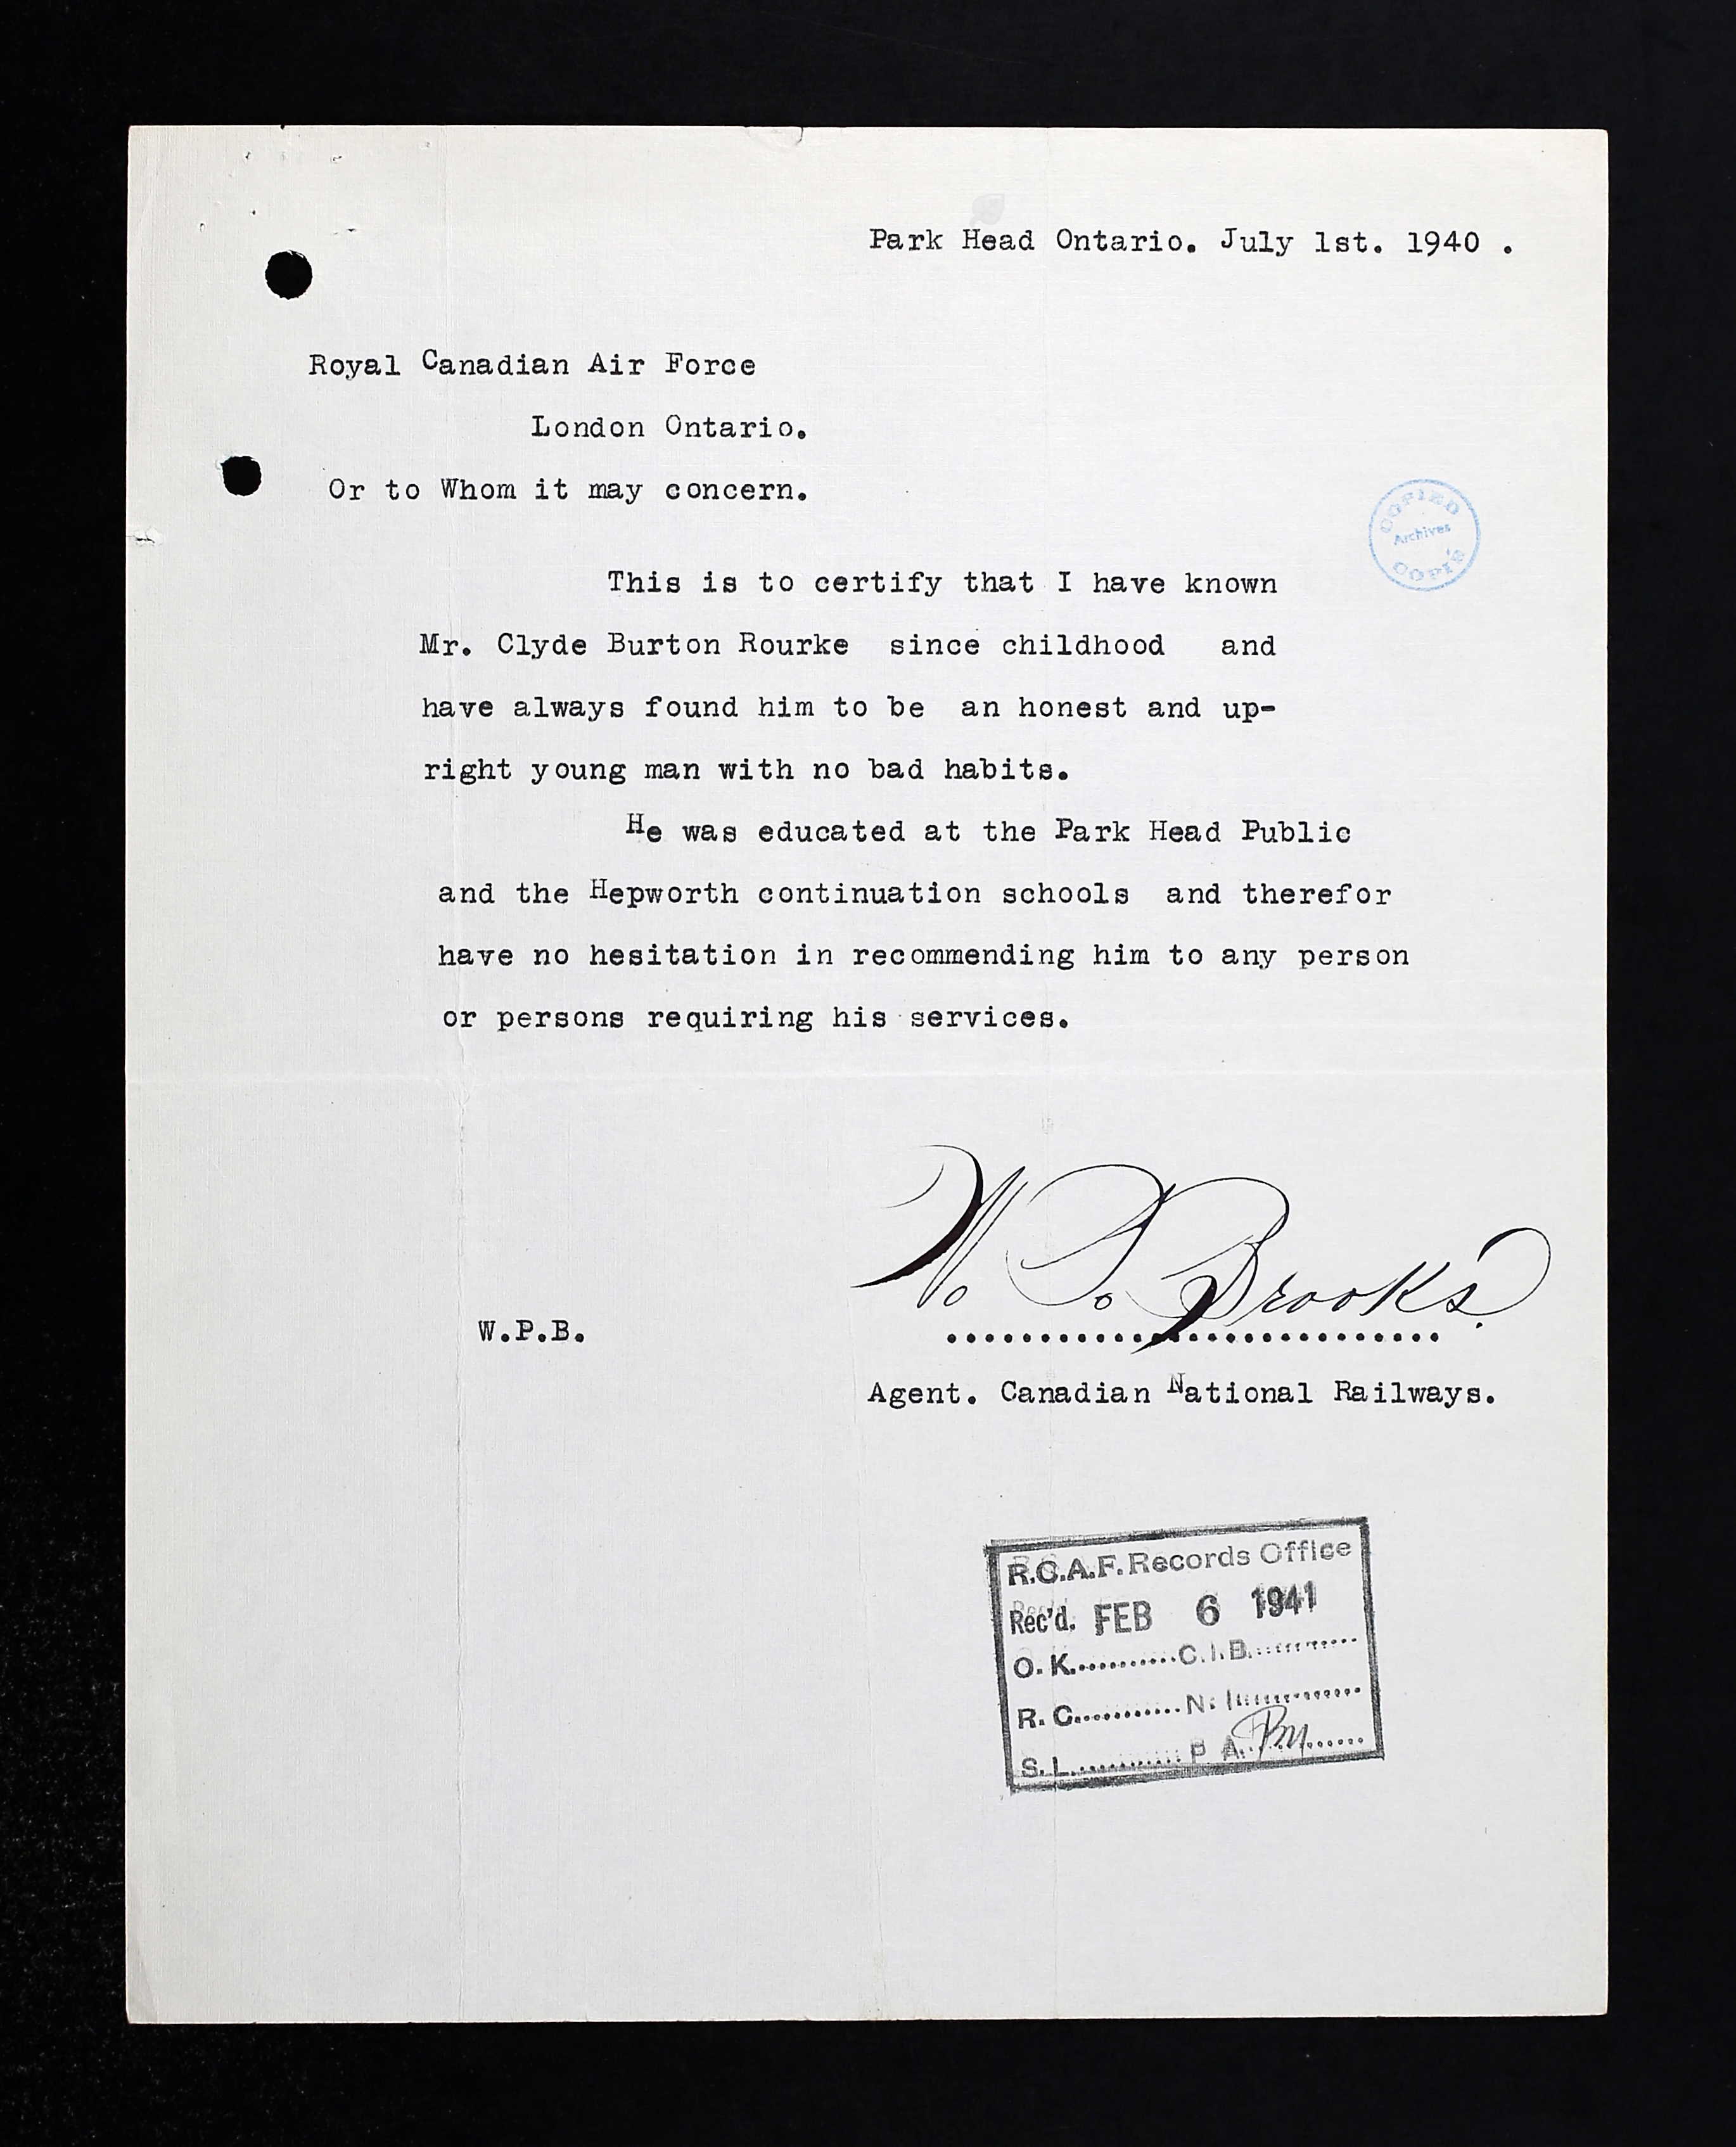 Park Head Ontario. July 1st. 1940 .
Royal Canadian Air Force
London Ontario.
Or to Whom it may concern.
COPIED
Archives
COPIÉ
This is to certify that I have known
Mr. Clyde Burton Rourke since childhood and
have always found him to be an honest and up-
right young man with no bad habits.
He was educated at the Park Head Public
and the Hepworth continuation schools and therefor
have no hesitation in recommending him to any person
or persons requiring his services.
W. P. Brooks.
W.P.B.
Agent. Canadian National Railways.
R.C.A.F. Records Office
Rec'd. FEB 6 1941
O. K...........C.I.B............
R. C............N.
S. L............P A.